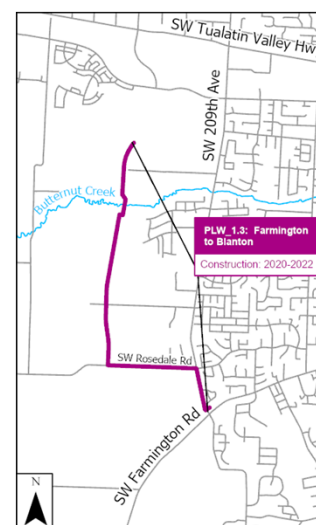 SW Tualatin Valley Hwy
SW 209th Ave
Butternut Creek
PLW_1.3: Farmington
to Blanton
Construction: 2020-2022
SW Rosedale Rd
SW Farmington Rd
N